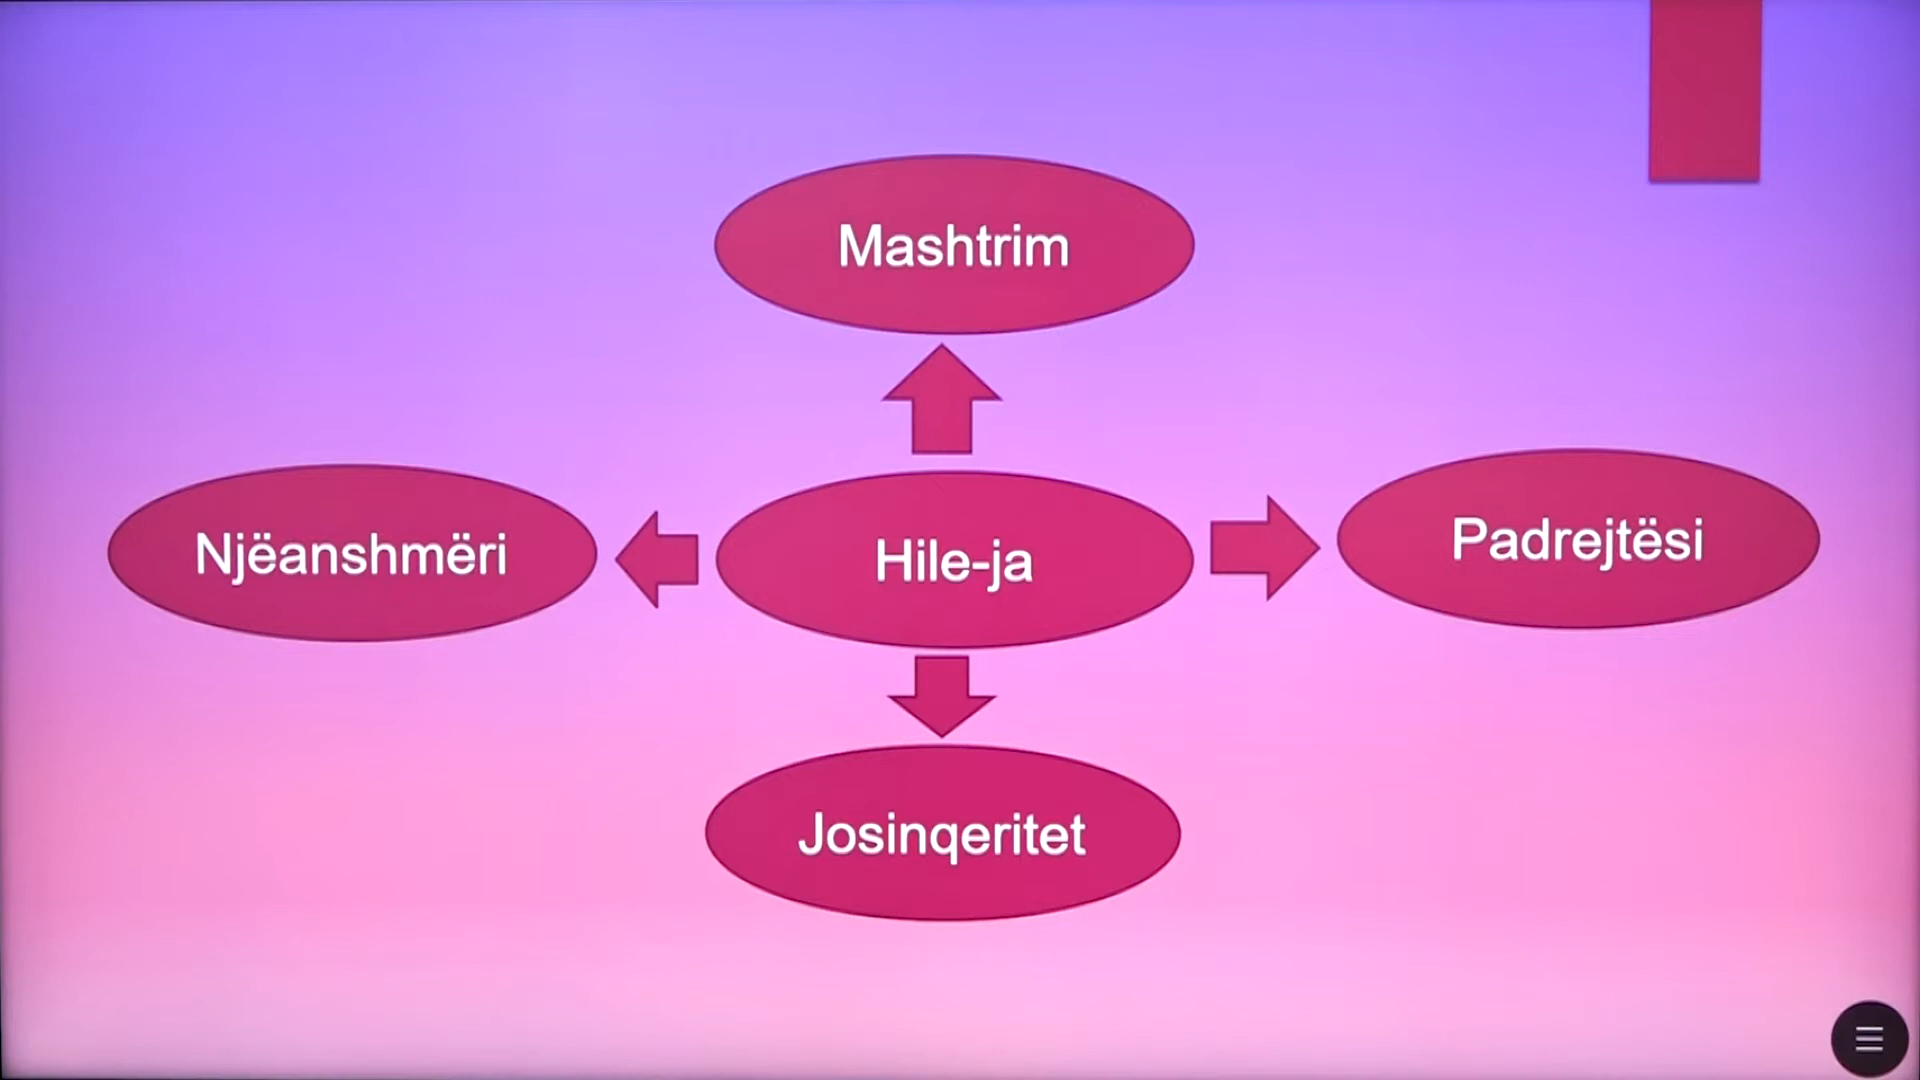 Mashtrim
Njëanshmëri
Hile-ja
Padrejtësi
Josinqeritet